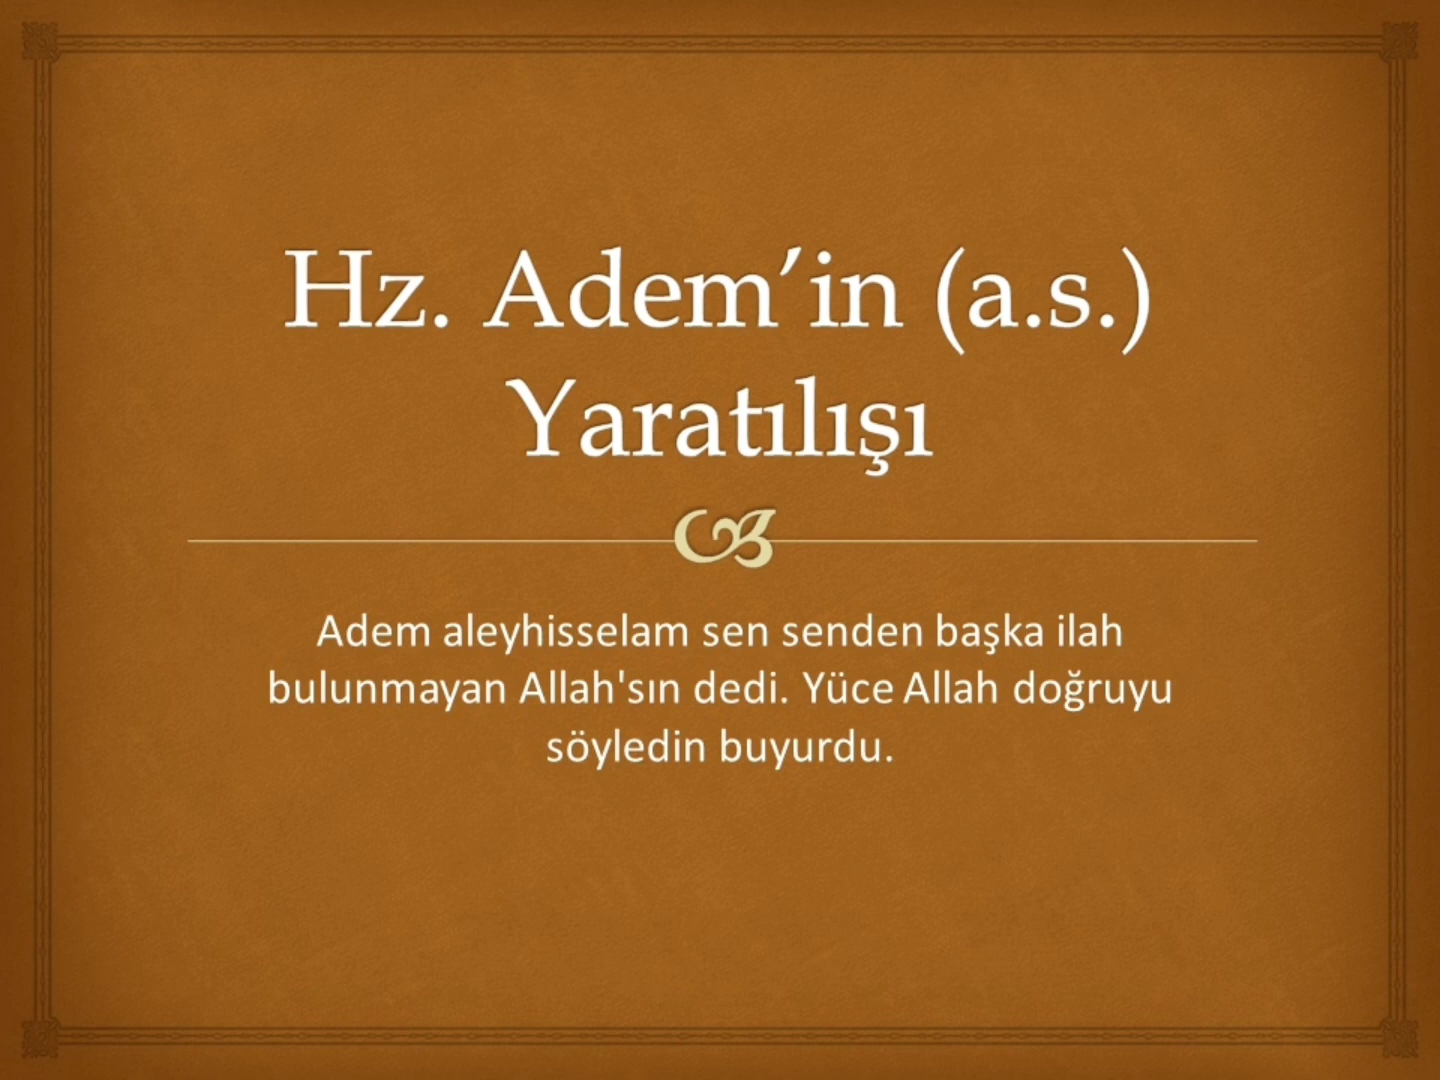 Hz. Adem’in (a.s.)
Yaratılışı
Adem aleyhisselam sen senden başka ilah
bulunmayan Allah'sın dedi. Yüce Allah doğruyu
söyledin buyurdu.